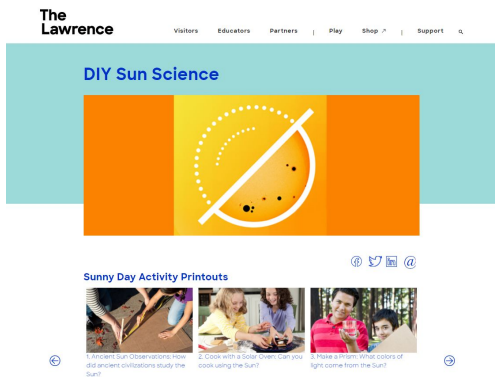 The
Lawrence
Visitors Educators Partners | Play Shop ↗ | Support
DIY Sun Science
Sunny Day Activity Printouts
1. Ancient Sun Observations: How
did ancient civilizations study the
Sun?
2. Cook with a Solar Oven: Can you
cook using the Sun?
3. Make a Prism: What colors of
light come from the Sun?